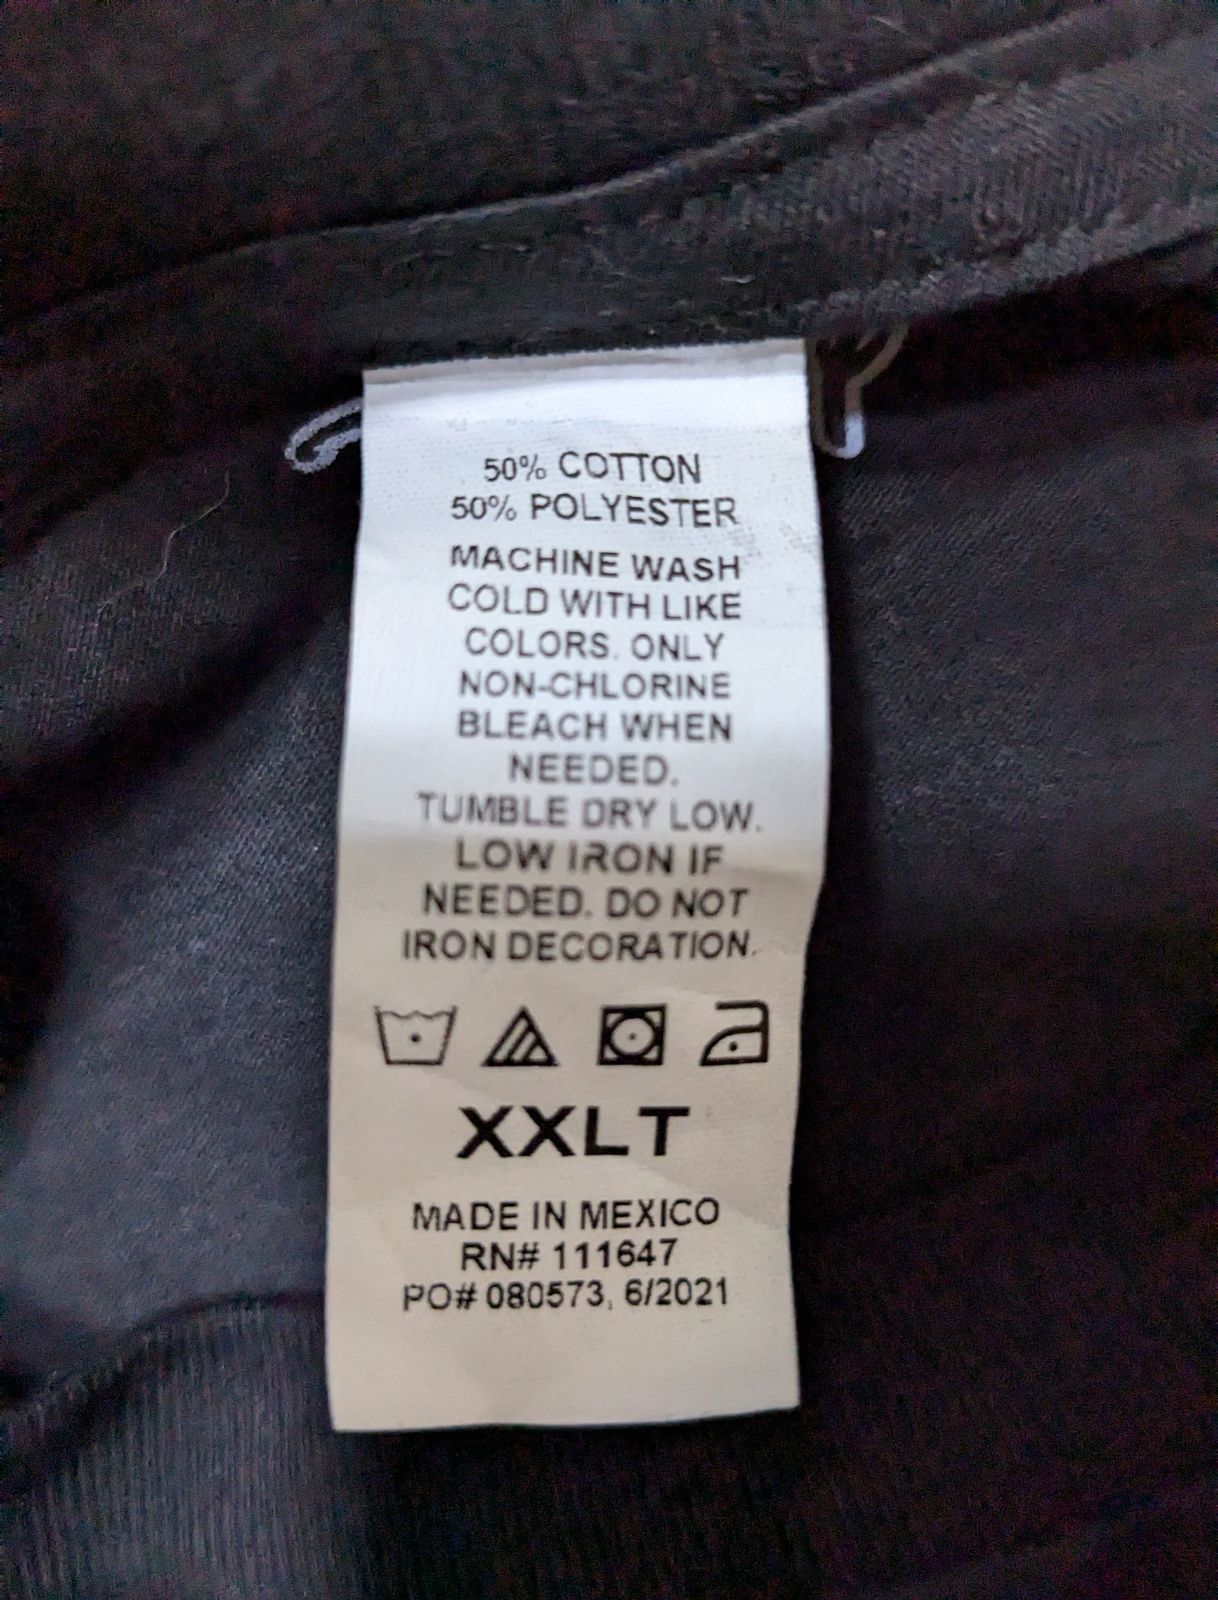 50% COTTON
50% POLYESTER
MACHINE WASH
COLD WITH LIKE
COLORS. ONLY
NON-CHLORINE
BLEACH WHEN
NEEDED.
TUMBLE DRY LOW.
LOW IRON IF
NEEDED. DO NOT
IRON DECORATION.
XXLT
MADE IN MEXICO
RN# 111647
PO# 080573, 6/2021